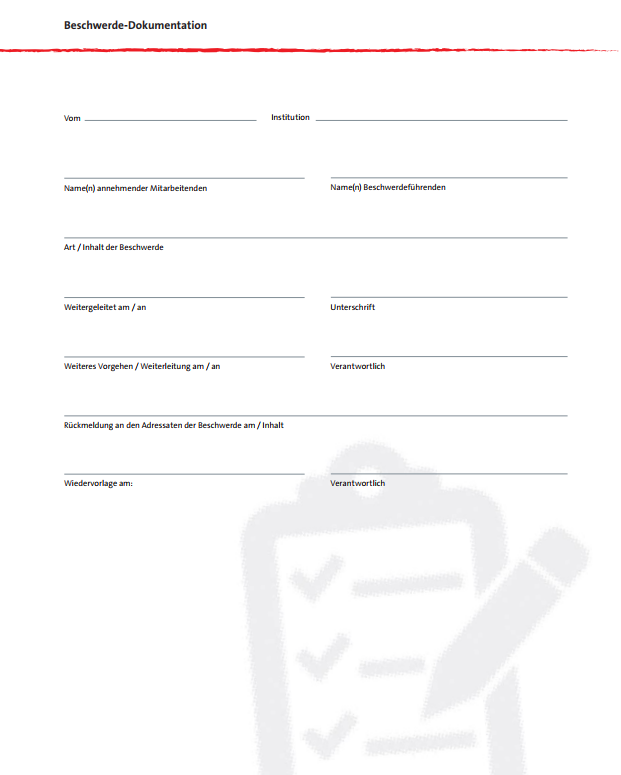 Beschwerde-Dokumentation
Vom Institution
Name(n) annehmender Mitarbeitenden Name(n) Beschwerdeführenden
Art / Inhalt der Beschwerde
Weitergeleitet am / an Unterschrift
Weiteres Vorgehen / Weiterleitung am / an Verantwortlich
Rückmeldung an den Adressaten der Beschwerde am / Inhalt
Wiedervorlage am: Verantwortlich